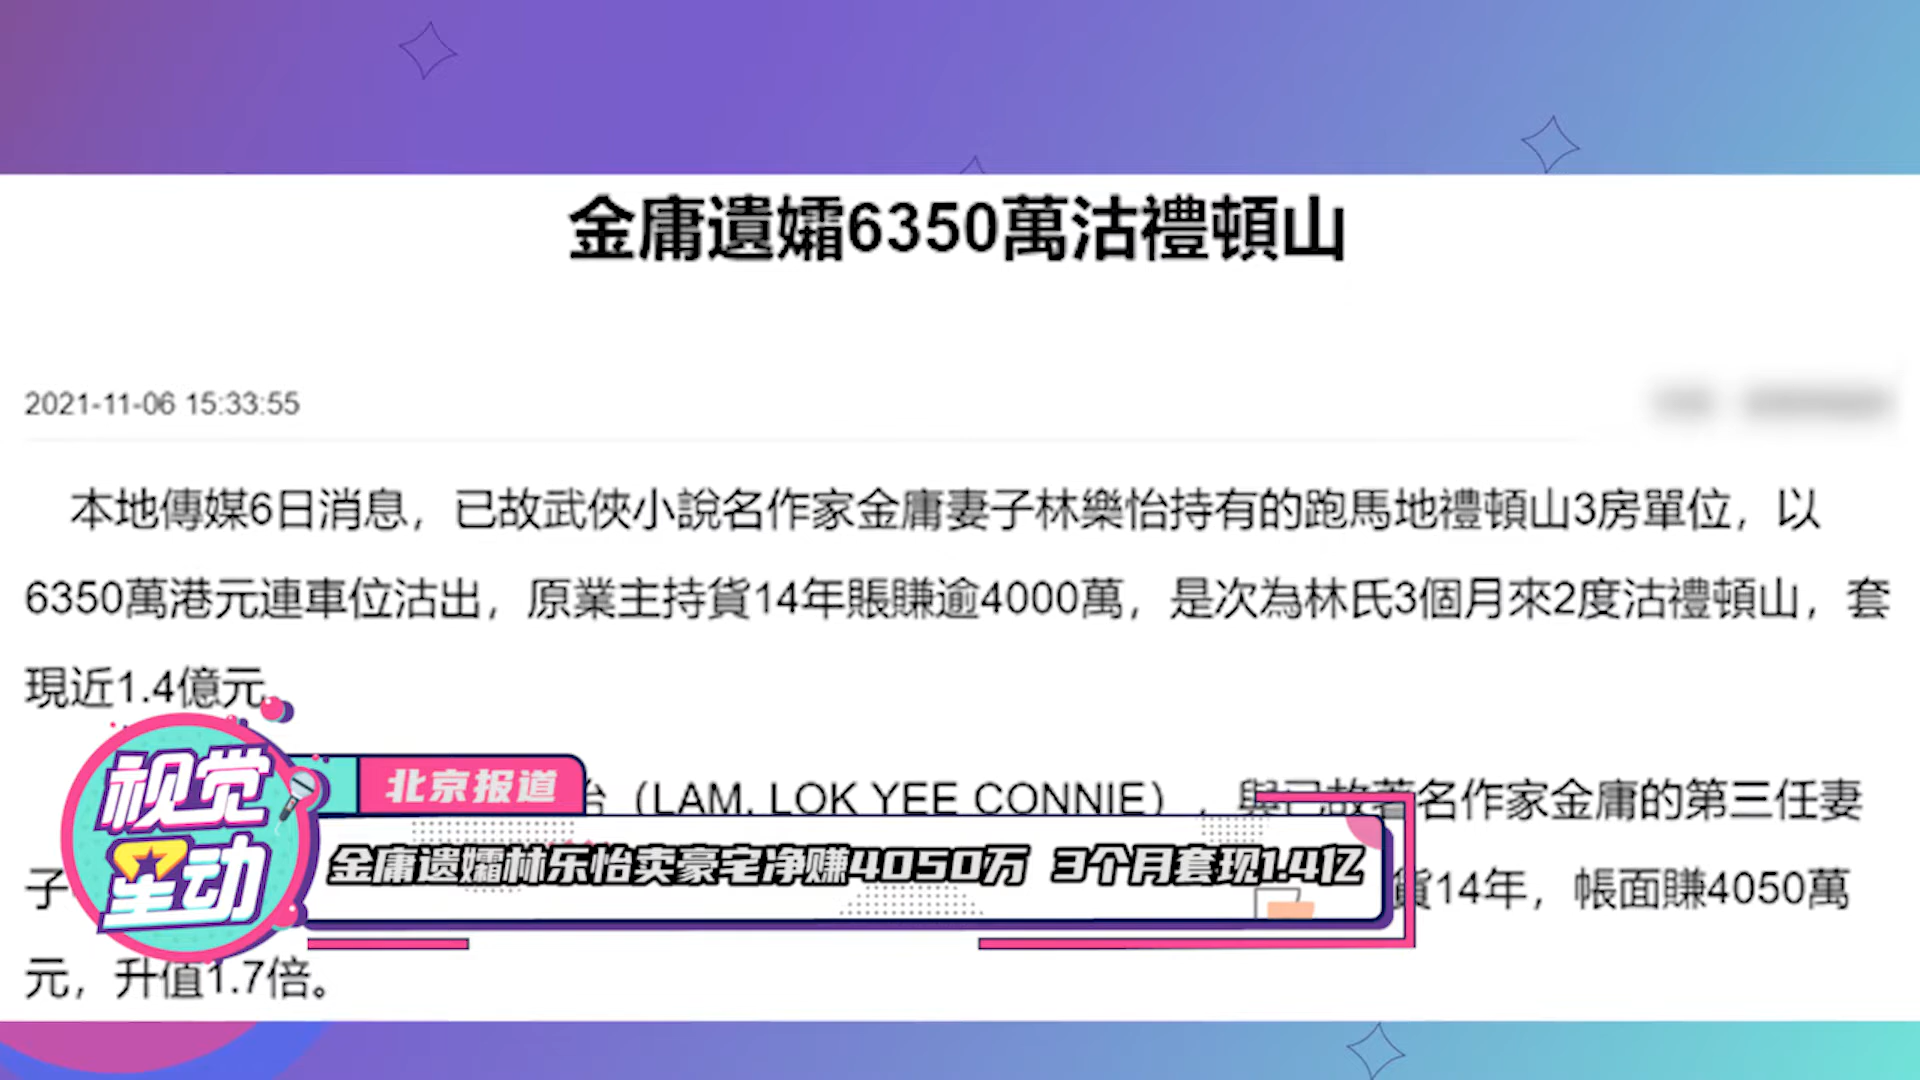 金庸遺孀6350萬沽禮頓山
2021-11-06 15:33:55
本地傳媒6日消息，已故武俠小說名作家金庸妻子林樂怡持有的跑馬地禮頓山3房單位，以
6350萬港元連車位沽出，原業主持貨14年賬賺逾4000萬，是次為林氏3個月來2度沽禮頓山，套
現近1.4億元
（LAM, LOK YEE CONNIE），與已故著名作家金庸的第三任妻
子
貨14年，帳面賺4050萬
元，升值1.7倍。
视觉
星动
北京报道
金庸遗孀林乐怡卖豪宅净赚4050万 3个月套现1.4亿